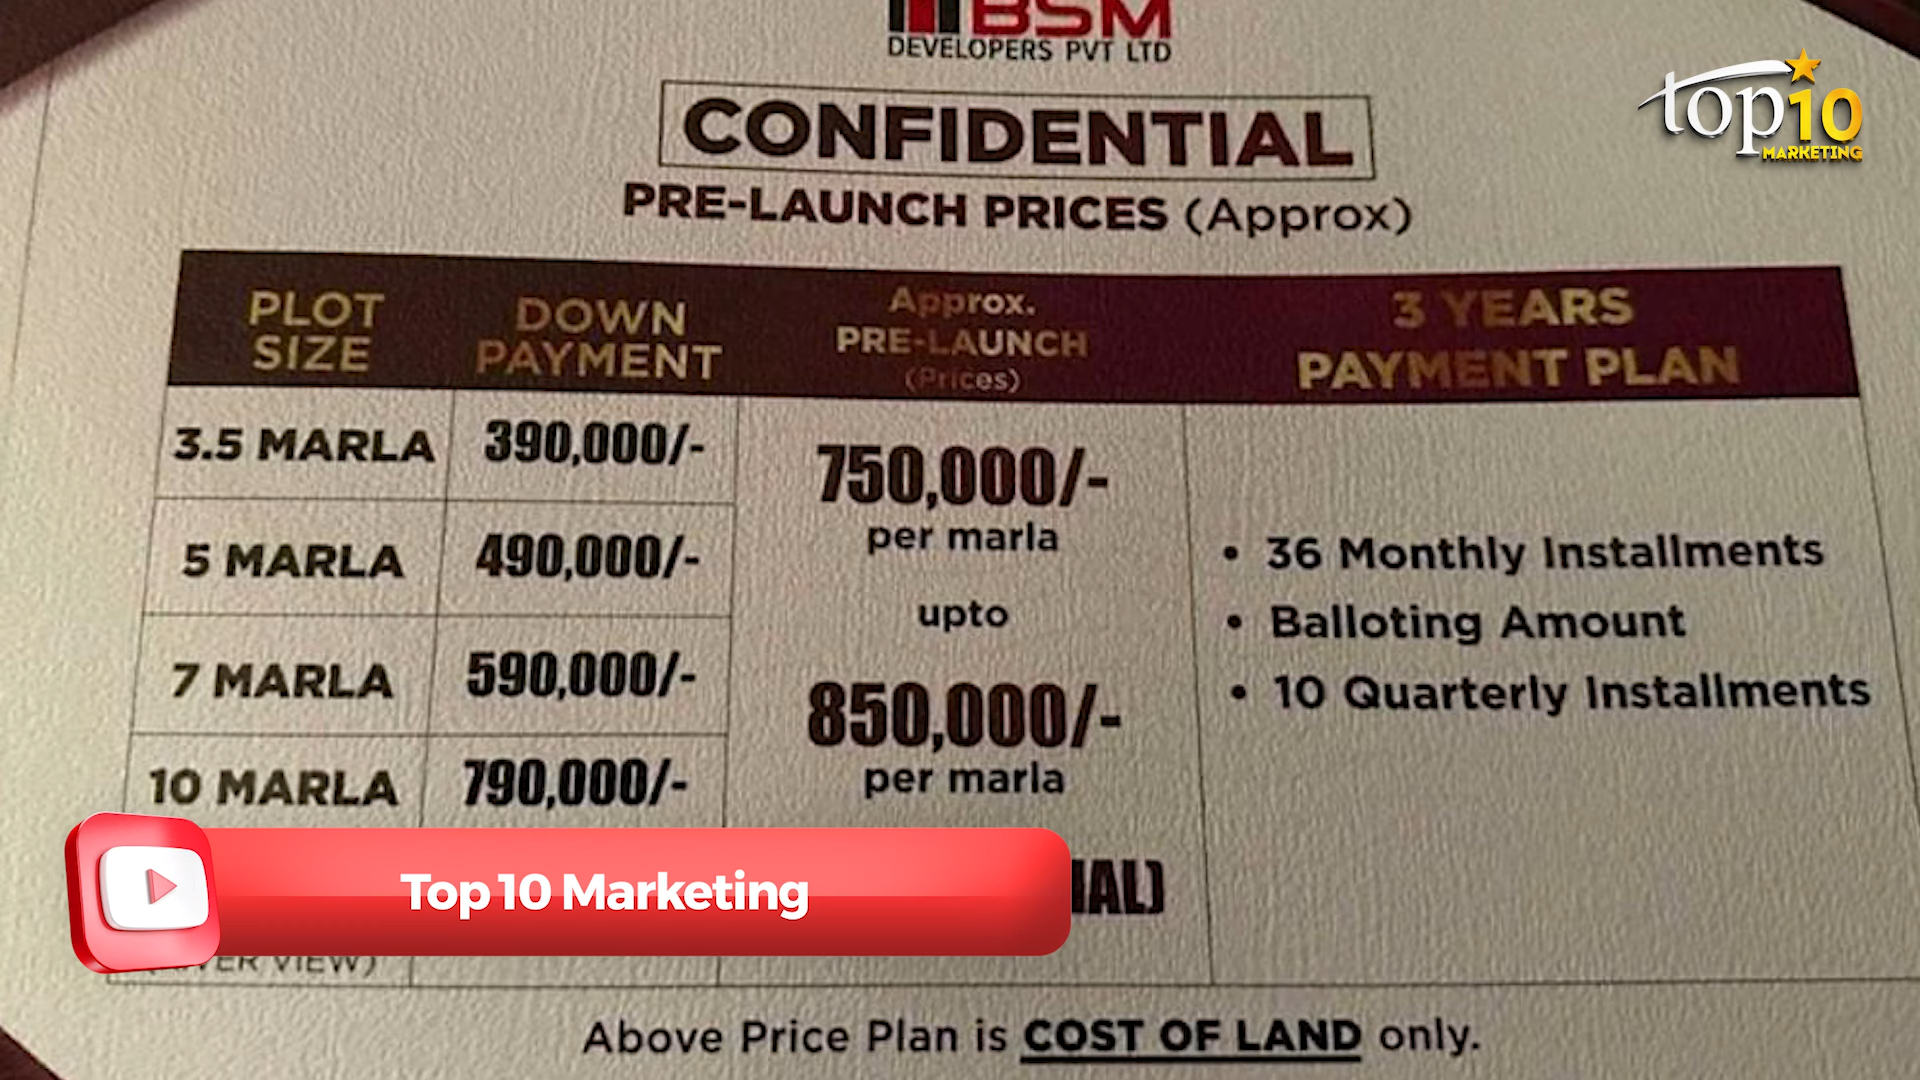 BSM
DEVELOPERS PVT LTD
top10
MARKETING
CONFIDENTIAL
PRE-LAUNCH PRICES (Approx)
PLOT SIZE
DOWN PAYMENT
Approx.
PRE-LAUNCH
(Prices)
3 YEARS
PAYMENT PLAN
3.5 MARLA 390,000/-
5 MARLA 490,000/-
7 MARLA 590,000/-
10 MARLA 790,000/-
750,000/-
per marla
upto
850,000/-
per marla
• 36 Monthly Installments
• Balloting Amount
• 10 Quarterly Installments
Top 10 Marketing
VIEW)
Above Price Plan is COST OF LAND only.